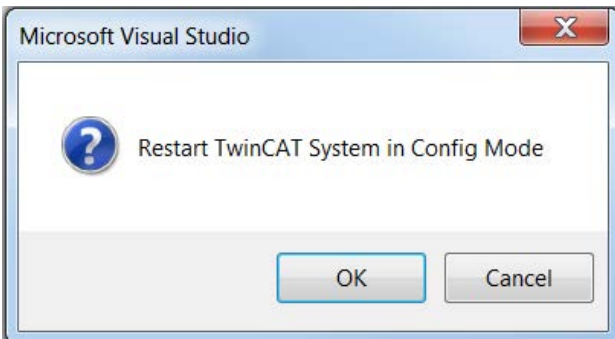 Microsoft Visual Studio
Restart TwinCAT System in Config Mode
OK
Cancel